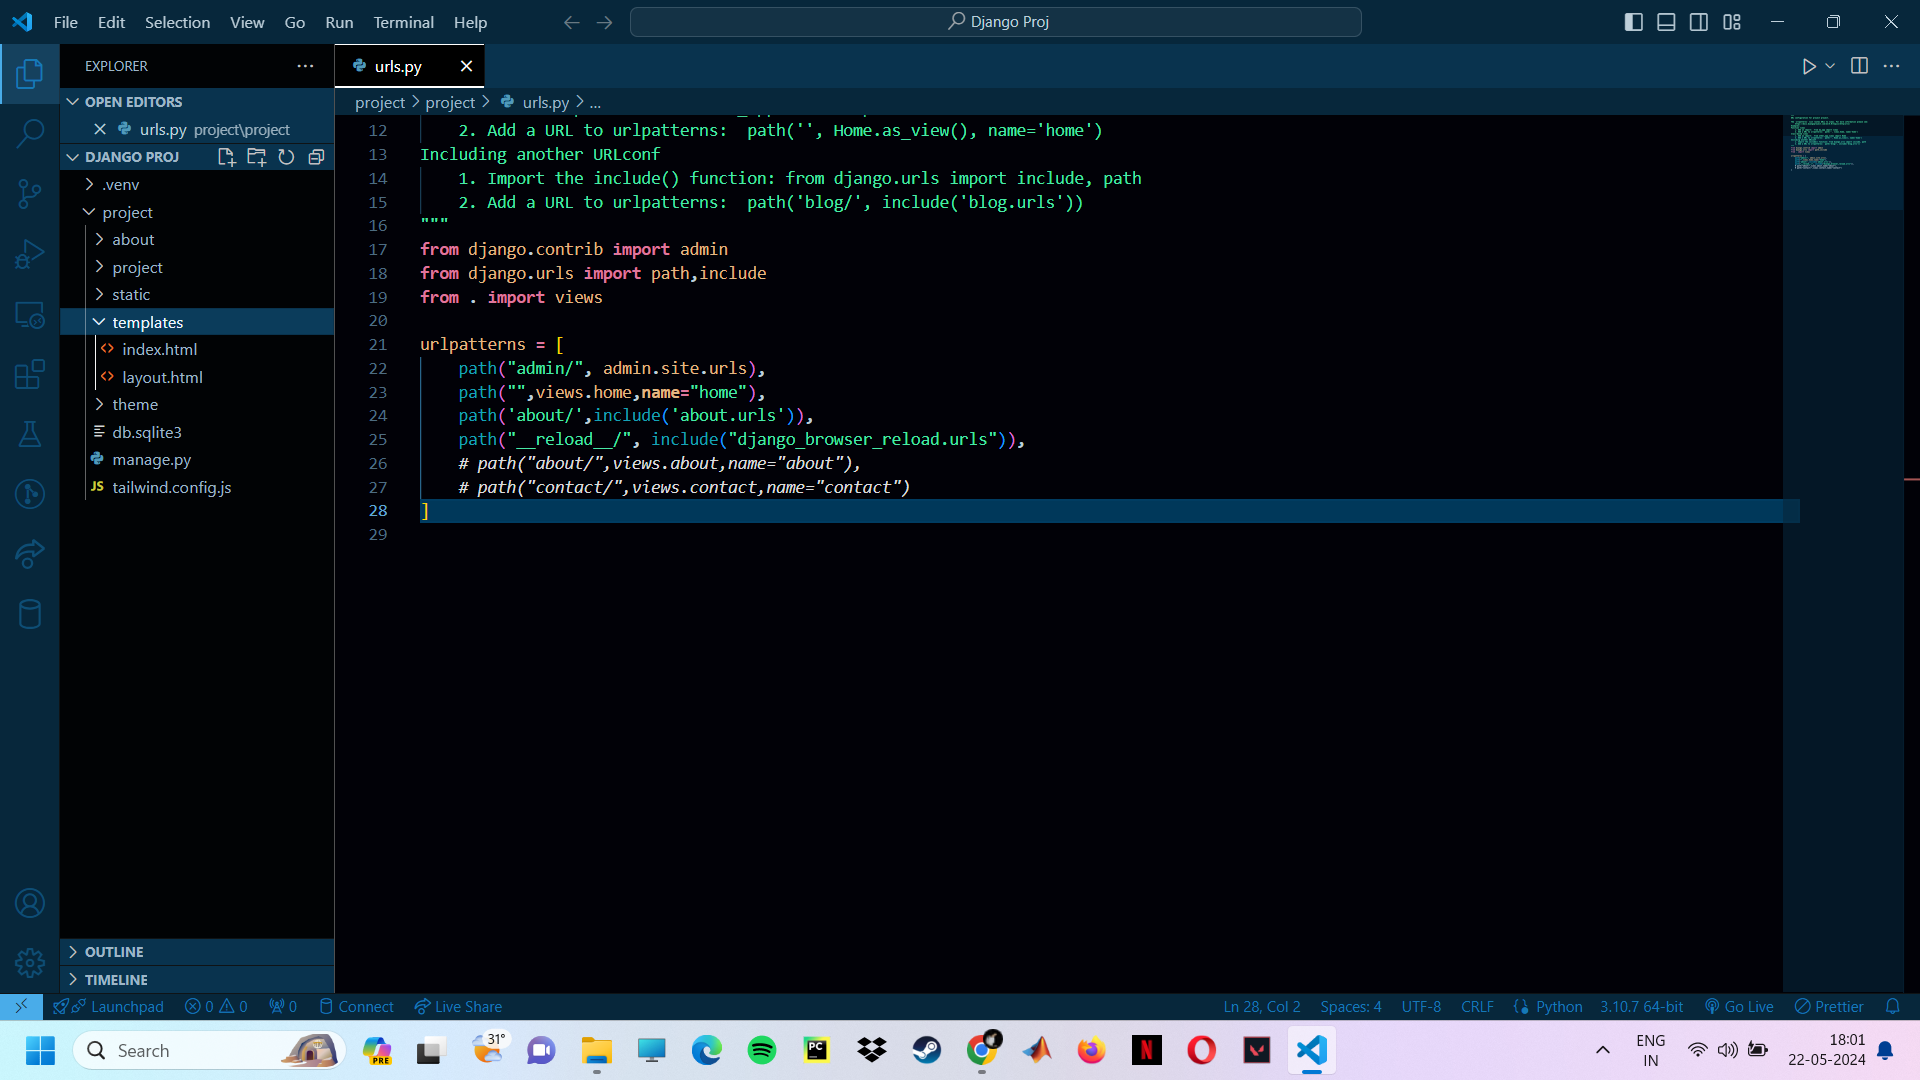 File Edit Selection View Go Run Terminal Help
Django Proj
EXPLORER
OPEN EDITORS
urls.py project\project
DJANGO PROJ
.venv
project
about
project
static
templates
index.html
layout.html
theme
db.sqlite3
manage.py
JS tailwind.config.js
OUTLINE
TIMELINE
urls.py
project > project > urls.py > ...
12 2. Add a URL to urlpatterns:  path('', Home.as_view(), name='home')
13 Including another URLconf
14 1. Import the include() function: from django.urls import include, path
15 2. Add a URL to urlpatterns:  path('blog/', include('blog.urls'))
16 """
17 from django.contrib import admin
18 from django.urls import path,include
19 from . import views
20
21 urlpatterns = [
22 path("admin/", admin.site.urls),
23 path("",views.home,name="home"),
24 path('about/',include('about.urls')),
25 path("__reload__/", include("django_browser_reload.urls")),
26 # path("about/",views.about,name="about"),
27 # path("contact/",views.contact,name="contact")
28 ]
29
Launchpad 0 0 0 Connect Live Share Ln 28, Col 2 Spaces: 4 UTF-8 CRLF Python 3.10.7 64-bit Go Live Prettier
Search PRE 31° PC N ENG IN 18:01 22-05-2024